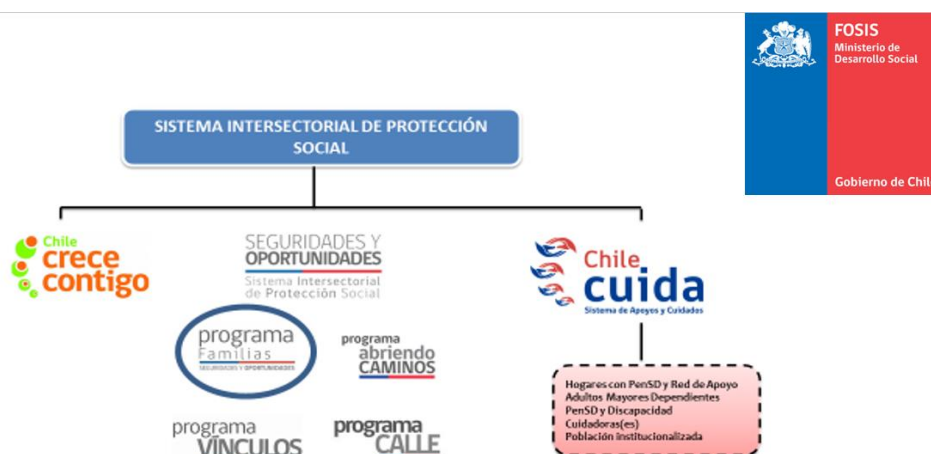 FOSIS
Ministerio de
Desarrollo Social
Gobierno de Chil
SISTEMA INTERSECTORIAL DE PROTECCIÓN
SOCIAL
Chile
crece
contigo
SEGURIDADES Y
OPORTUNIDADES
Sistema Intersectorial
de Protección Social
Chile
cuida
Sistema de Apoyos y Cuidados
programa
Familias
SEGURIDADES Y OPORTUNIDADES
programa
abriendo
CAMINOS
programa
VÍNCULOS
programa
CALLE
Hogares con PenSD y Red de Apoyo
Adultos Mayores Dependientes
PenSD y Discapacidad
Cuidadoras(es)
Población institucionalizada